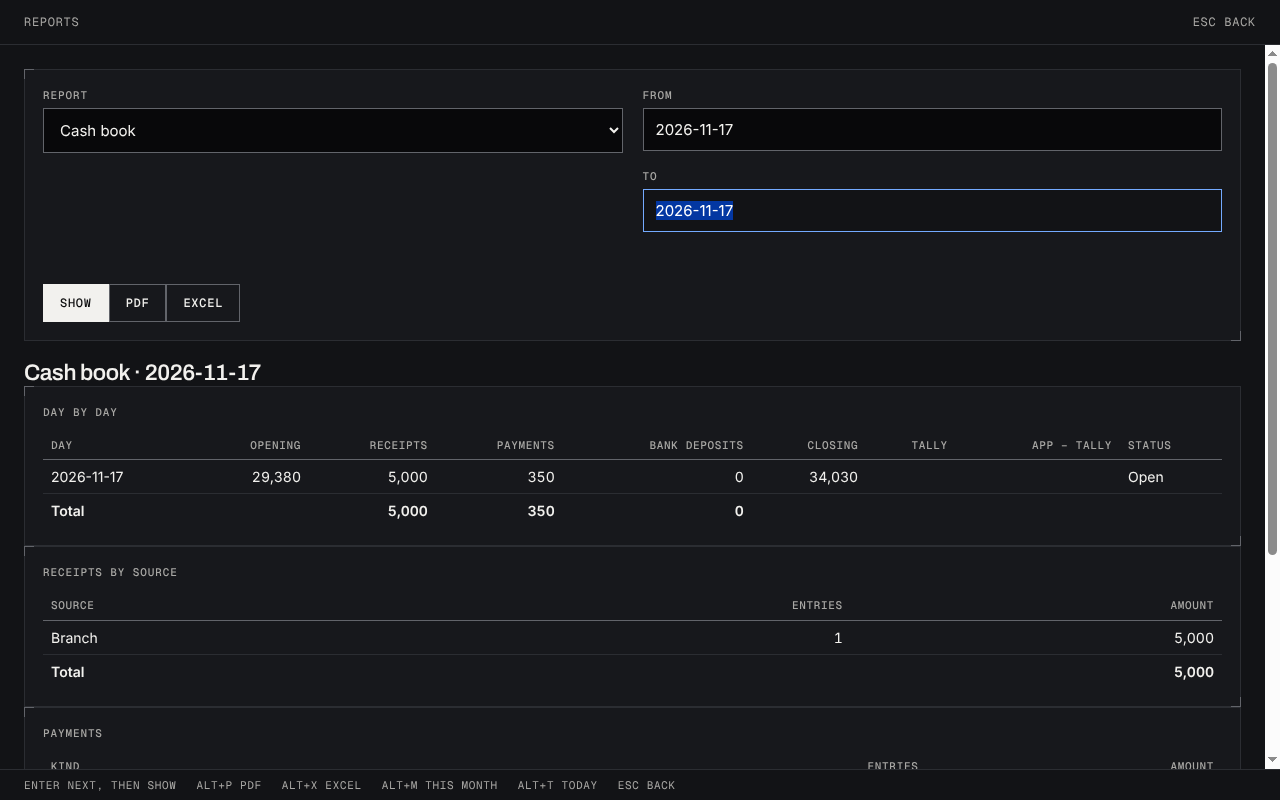 REPORTS
ESC BACK
REPORT
FROM
Cash book
2026-11-17
TO
2026-11-17
SHOW
PDF
EXCEL
Cash book · 2026-11-17
DAY BY DAY
DAY OPENING RECEIPTS PAYMENTS BANK DEPOSITS CLOSING TALLY APP − TALLY STATUS
2026-11-17 29,380 5,000 350 0 34,030 Open
Total 5,000 350 0
RECEIPTS BY SOURCE
SOURCE ENTRIES AMOUNT
Branch 1 5,000
Total 5,000
PAYMENTS
KIND ENTRIES AMOUNT
ENTER NEXT, THEN SHOW ALT+P PDF ALT+X EXCEL ALT+M THIS MONTH ALT+T TODAY ESC BACK